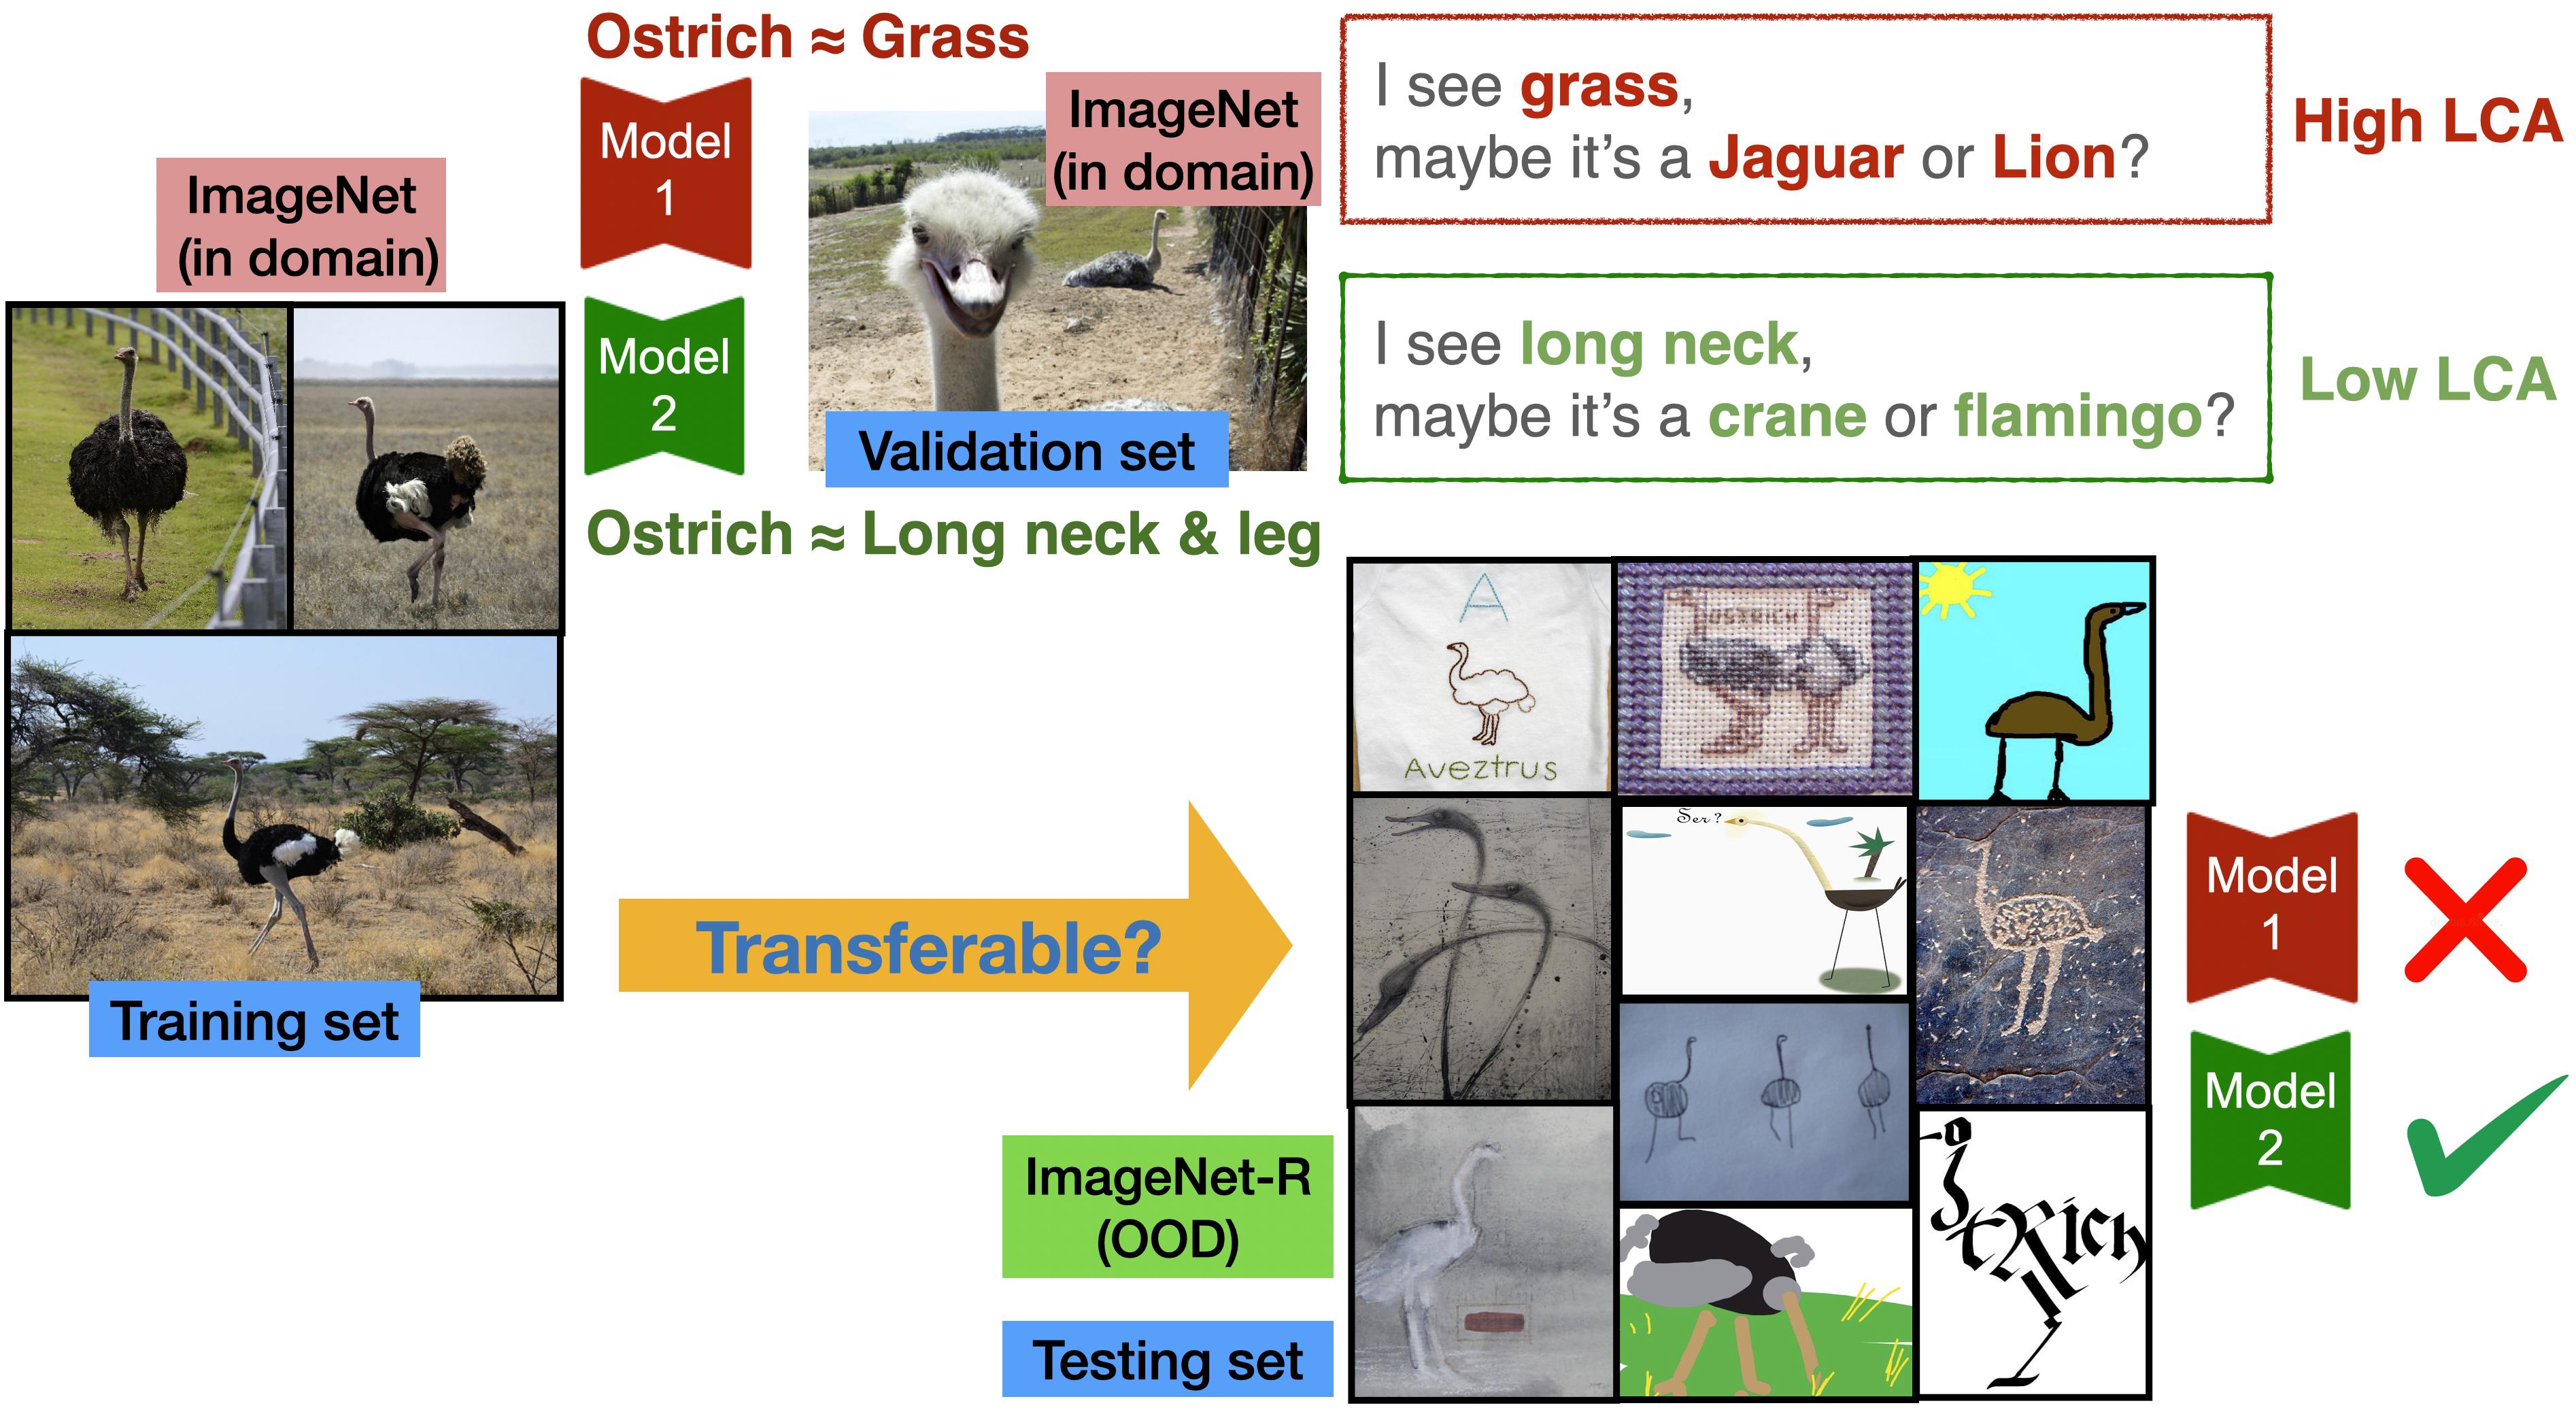 Ostrich ≈ Grass
Model
1
Model
2
Ostrich ≈ Long neck & leg
ImageNet
(in domain)
Training set
ImageNet
(in domain)
Validation set
I see grass,
maybe it's a Jaguar or Lion?
High LCA
I see long neck,
maybe it's a crane or flamingo?
Low LCA
Transferable?
ImageNet-R
(OOD)
Testing set
A
Aveztrus
OSTRICH
Ser?
ostRich
Model
1
Model
2